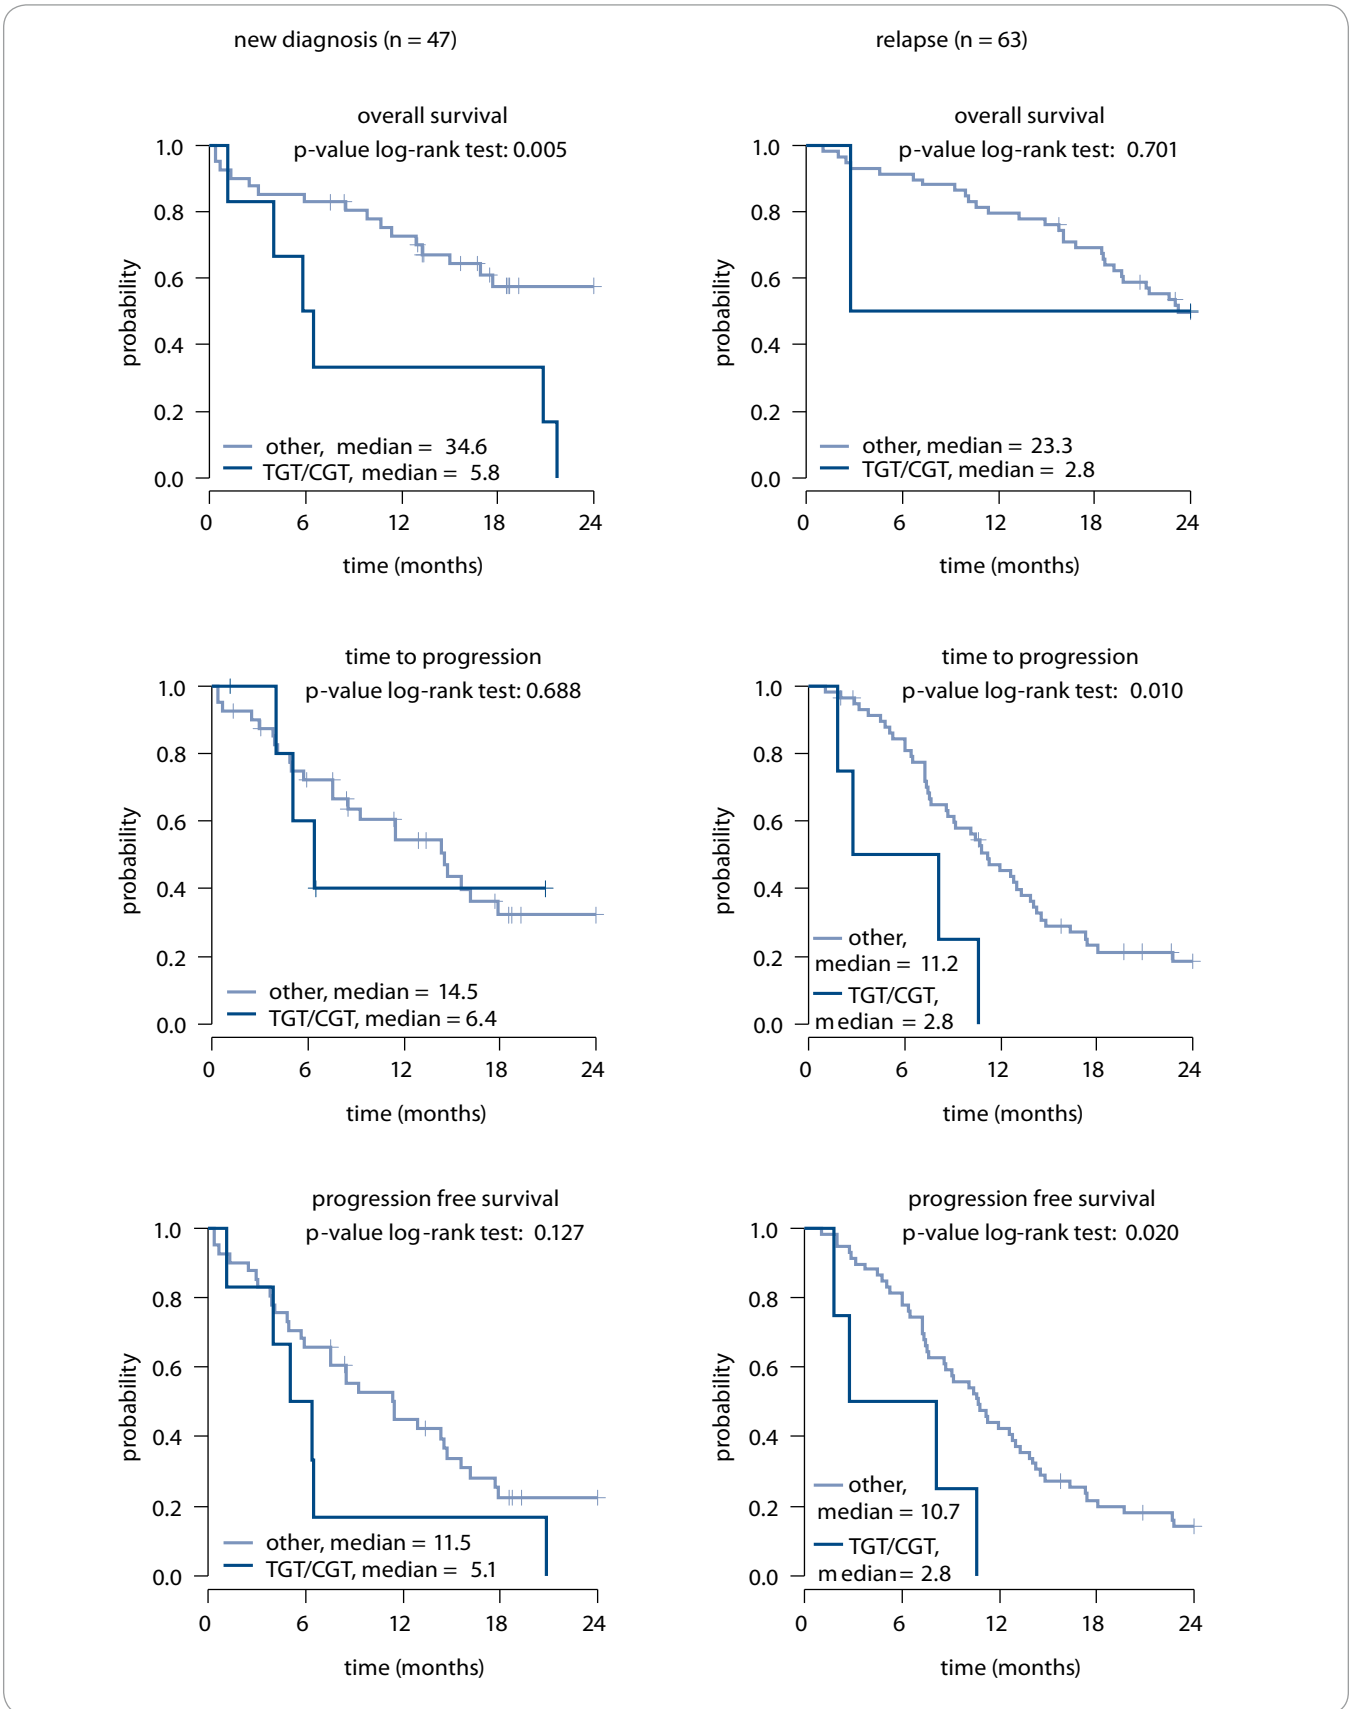 new diagnosis (n = 47)
relapse (n = 63)
overall survival
p-value log-rank test: 0.005
1.0
0.8
0.6
0.4
0.2
0.0
probability
other, median = 34.6
TGT/CGT, median = 5.8
0 6 12 18 24
time (months)
overall survival
p-value log-rank test: 0.701
1.0
0.8
0.6
0.4
0.2
0.0
probability
other, median = 23.3
TGT/CGT, median = 2.8
0 6 12 18 24
time (months)
time to progression
p-value log-rank test: 0.688
1.0
0.8
0.6
0.4
0.2
0.0
probability
other, median = 14.5
TGT/CGT, median = 6.4
0 6 12 18 24
time (months)
time to progression
p-value log-rank test: 0.010
1.0
0.8
0.6
0.4
0.2
0.0
probability
other,
median = 11.2
TGT/CGT,
median = 2.8
0 6 12 18 24
time (months)
progression free survival
p-value log-rank test: 0.127
1.0
0.8
0.6
0.4
0.2
0.0
probability
other, median = 11.5
TGT/CGT, median = 5.1
0 6 12 18 24
time (months)
progression free survival
p-value log-rank test: 0.020
1.0
0.8
0.6
0.4
0.2
0.0
probability
other,
median = 10.7
TGT/CGT,
median = 2.8
0 6 12 18 24
time (months)